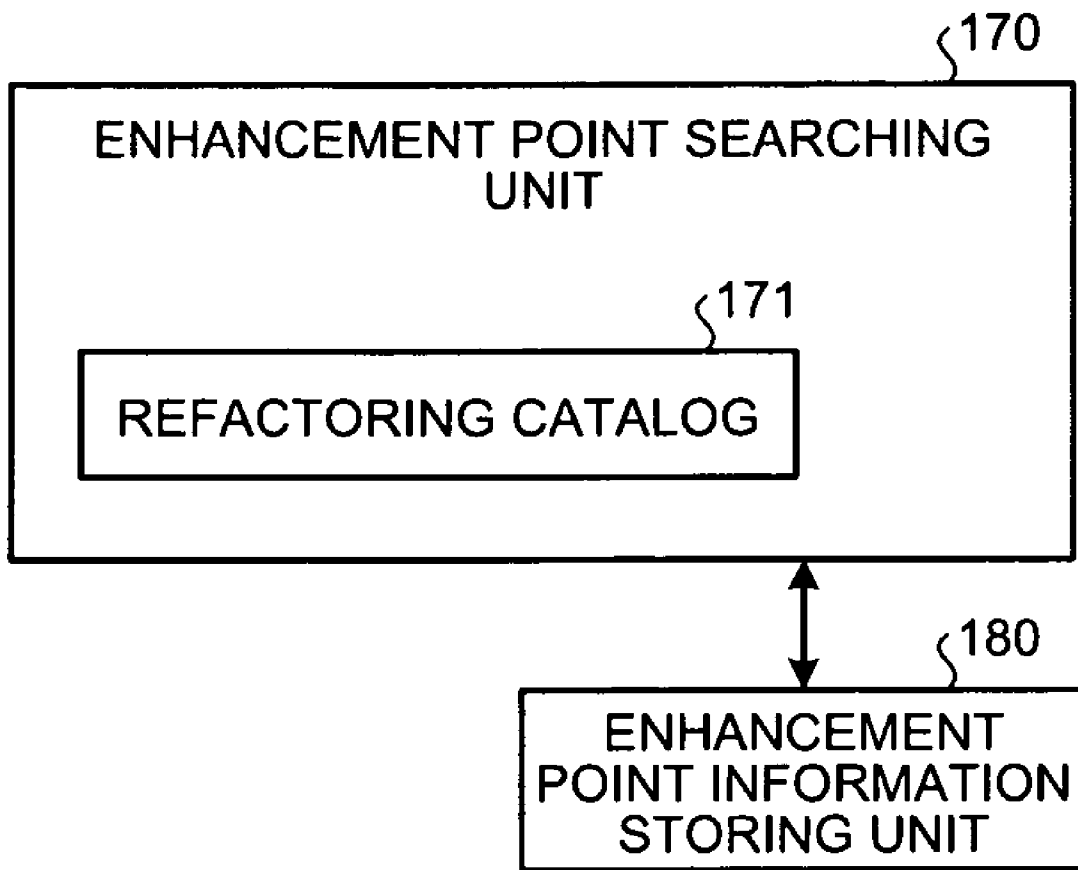 170
ENHANCEMENT POINT SEARCHING
UNIT
171
REFACTORING CATALOG
180
ENHANCEMENT
POINT INFORMATION
STORING UNIT